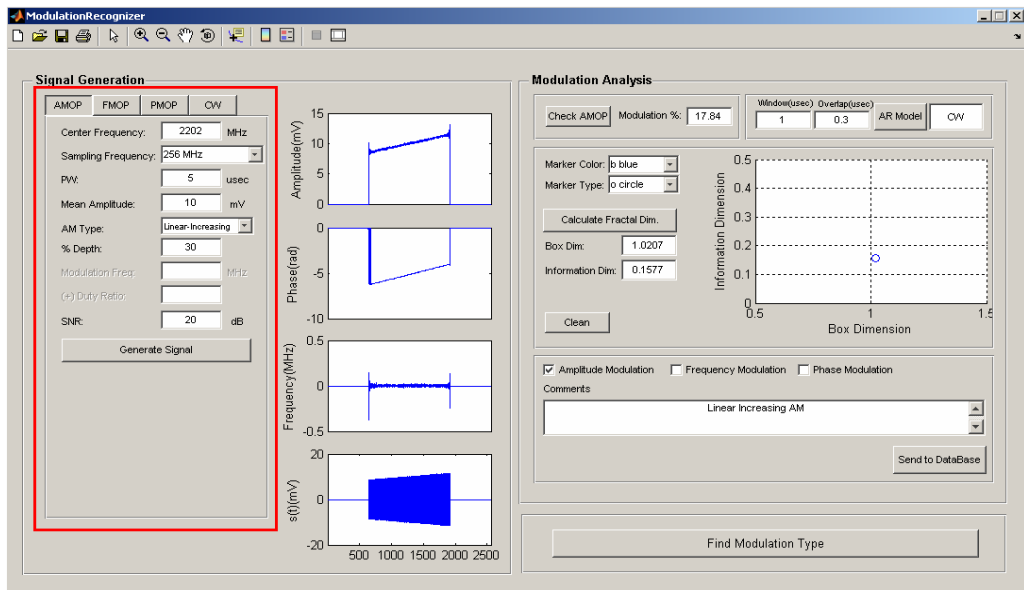 ModulationRecognizer
Signal Generation
AMOP FMOP PMOP CW
Center Frequency: 2202 MHz
Sampling Frequency: 256 MHz
PW: 5 usec
Mean Amplitude: 10 mV
AM Type: Linear-Increasing
% Depth: 30
Modulation Freq: MHz
(+) Duty Ratio:
SNR: 20 dB
Generate Signal
Amplitude(mV)
15
10
5
0
Phase(rad)
0
-5
-10
Frequency(MHz)
0.5
0
-0.5
s(t)(mV)
20
0
-20
500 1000 1500 2000 2500
Modulation Analysis
Check AMOP Modulation %: 17.84
Window(usec) Overlap(usec)
1 0.3 AR Model CW
Marker Color: b blue
Marker Type: o circle
Calculate Fractal Dim.
Box Dim: 1.0207
Information Dim: 0.1577
Clean
Information Dimension
0.5
0.4
0.3
0.2
0.1
0
0.5 1 1.5
Box Dimension
Amplitude Modulation Frequency Modulation Phase Modulation
Comments
Linear Increasing AM
Send to DataBase
Find Modulation Type